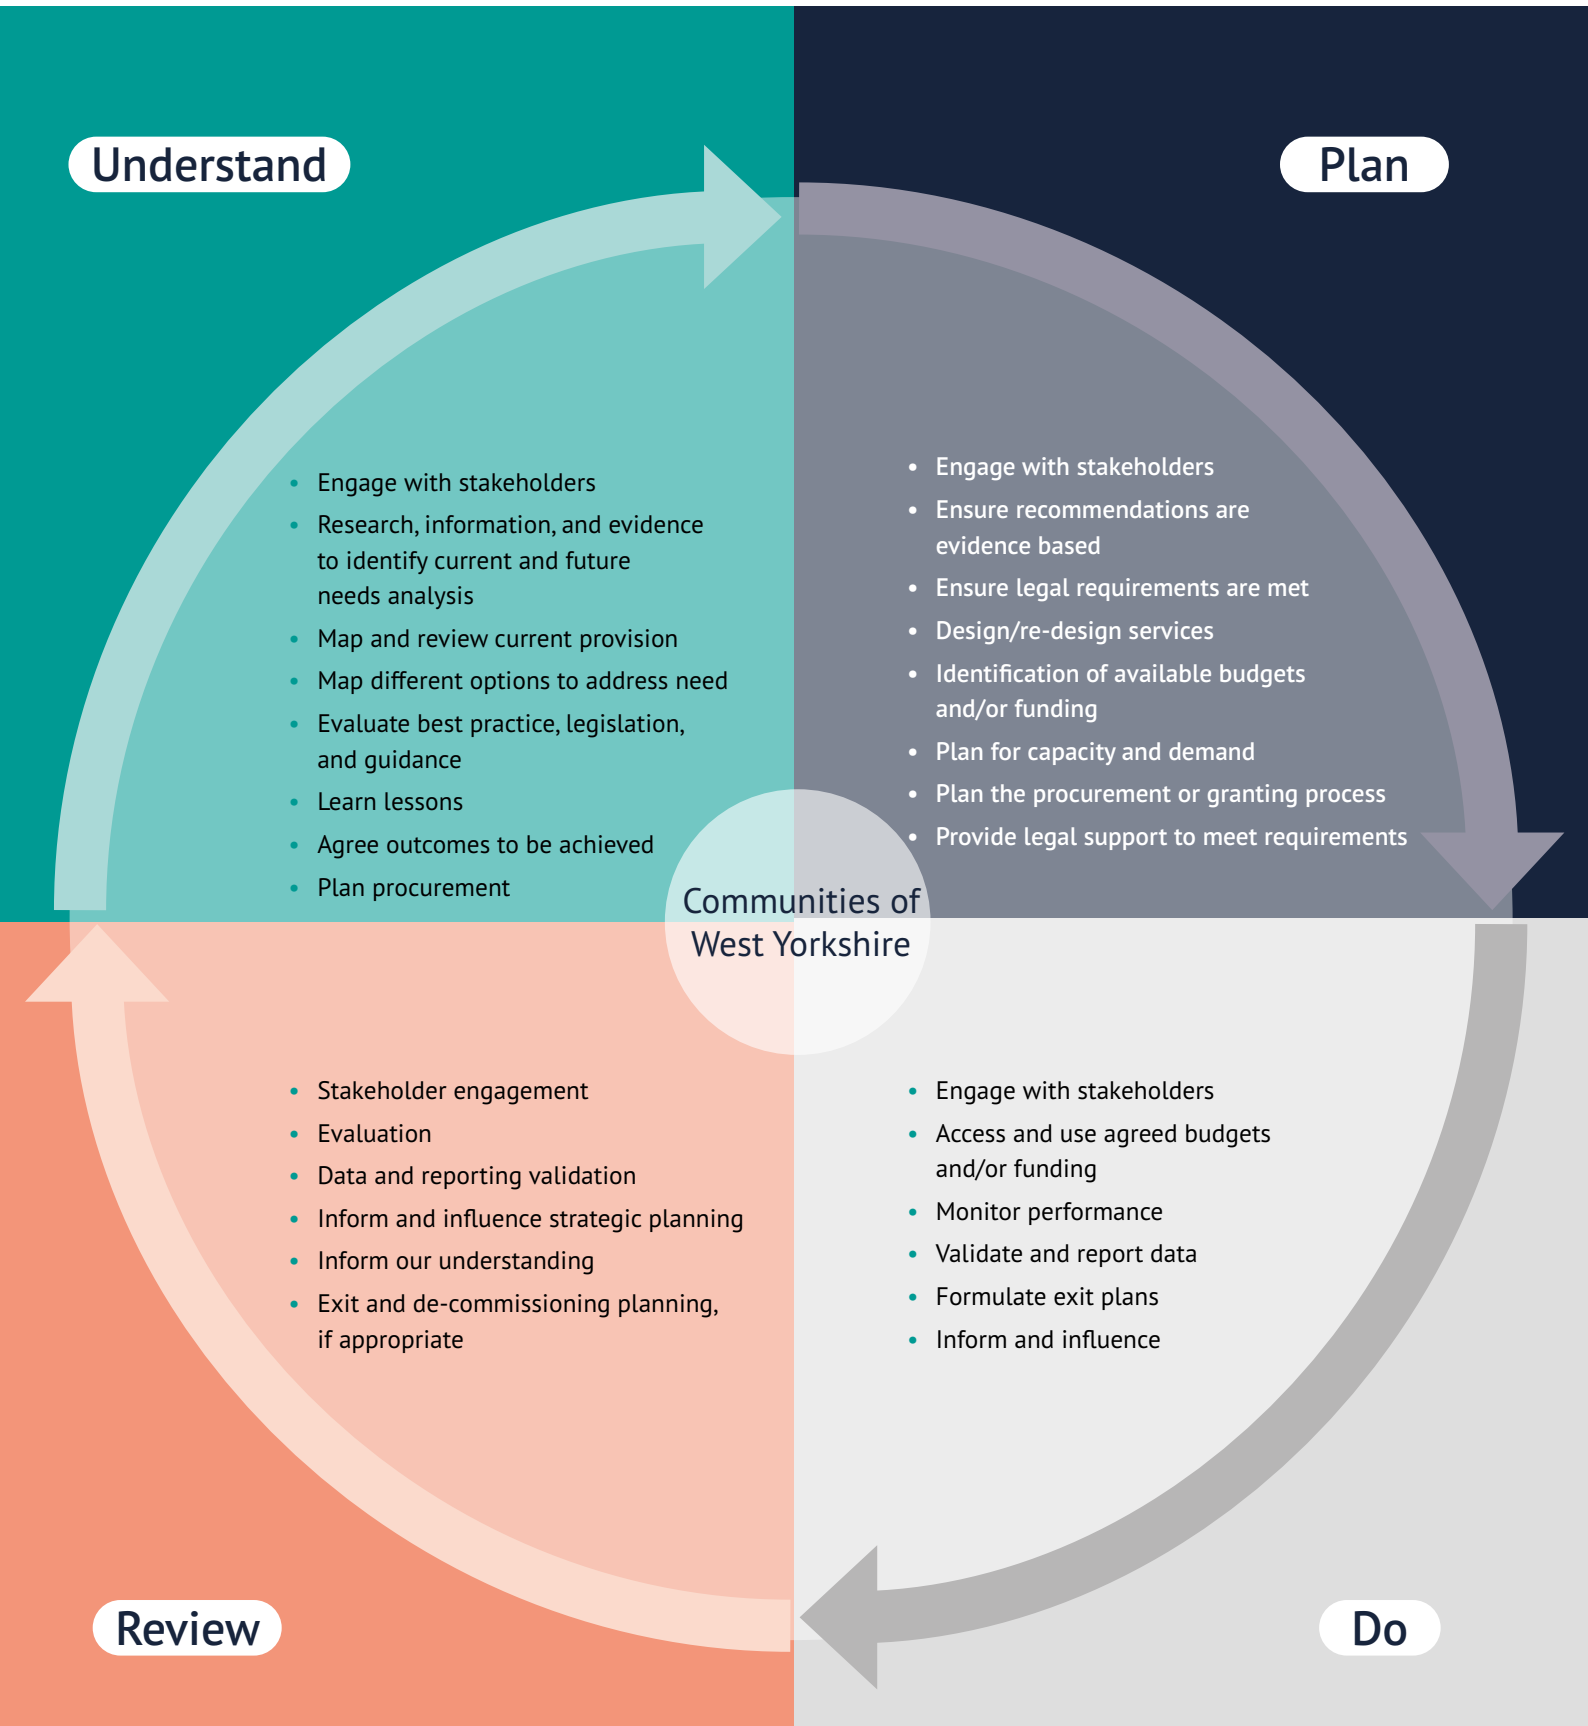 Understand
• Engage with stakeholders
• Research, information, and evidence
to identify current and future
needs analysis
• Map and review current provision
• Map different options to address need
• Evaluate best practice, legislation,
and guidance
• Learn lessons
• Agree outcomes to be achieved
• Plan procurement
Plan
• Engage with stakeholders
• Ensure recommendations are
evidence based
• Ensure legal requirements are met
• Design/re-design services
• Identification of available budgets
and/or funding
• Plan for capacity and demand
• Plan the procurement or granting process
• Provide legal support to meet requirements
Communities of
West Yorkshire
• Stakeholder engagement
• Evaluation
• Data and reporting validation
• Inform and influence strategic planning
• Inform our understanding
• Exit and de-commissioning planning,
if appropriate
Review
• Engage with stakeholders
• Access and use agreed budgets
and/or funding
• Monitor performance
• Validate and report data
• Formulate exit plans
• Inform and influence
Do